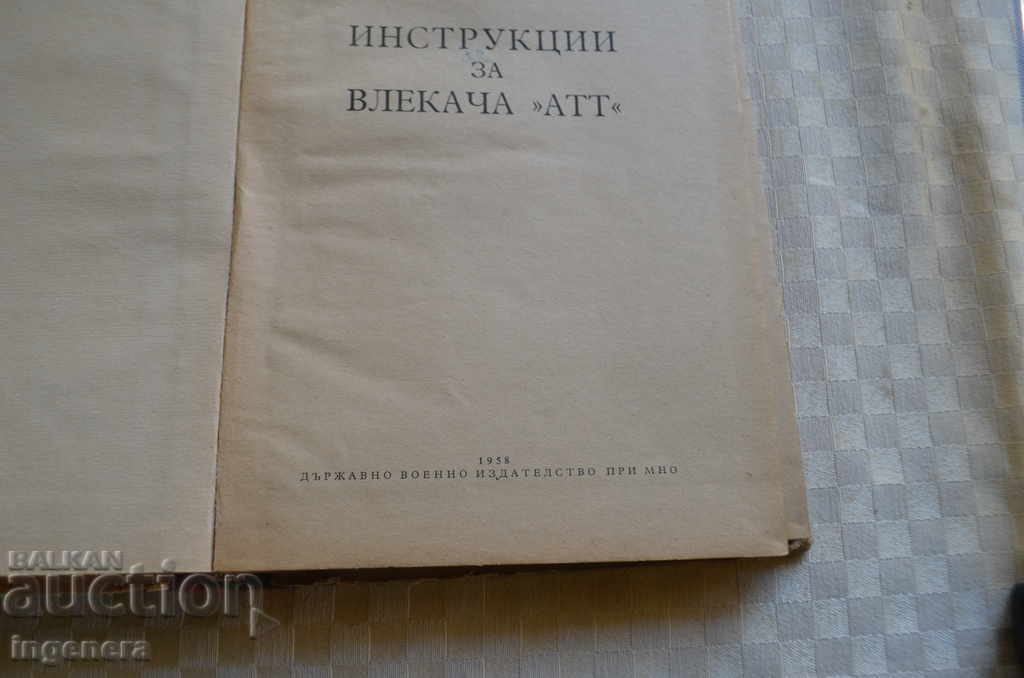 ИНСТРУКЦИИ
ЗА
ВЛЕКАЧА »АТТ«
1958
ДЪРЖАВНО ВОЕННО ИЗДАТЕЛСТВО ПРИ МНО
BALKAN
auction
ingenera